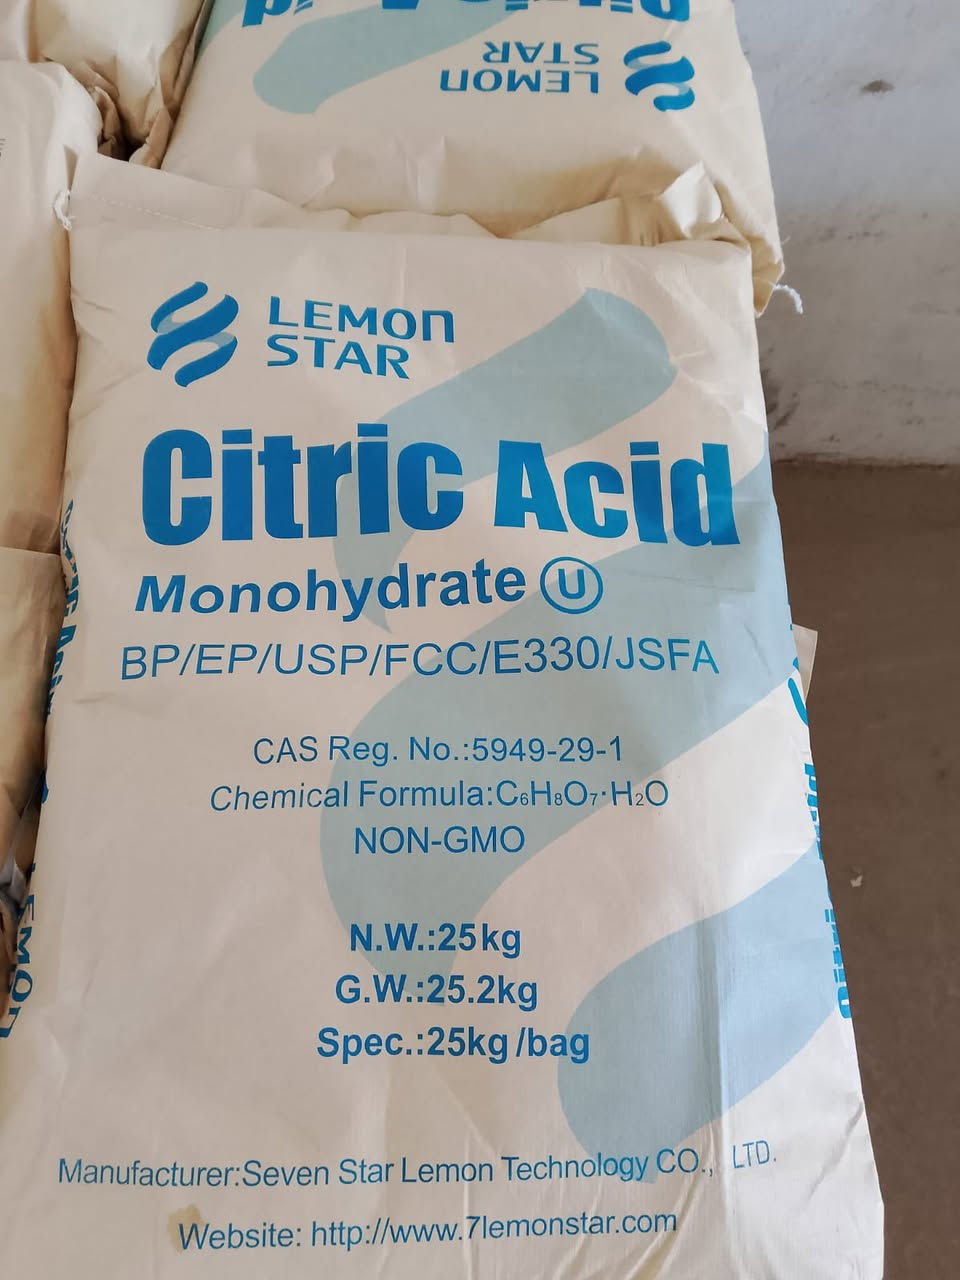 LEMON
STAR
LEMON
STAR
Citric Acid
Monohydrate U
BP/EP/USP/FCC/E330/JSFA
CAS Reg. No.:5949-29-1
Chemical Formula:C₆H₈O₇·H₂O
NON-GMO
N.W.:25kg
G.W.:25.2kg
Spec.:25kg/bag
Manufacturer:Seven Star Lemon Technology CO., LTD.
Website: http://www.7lemonstar.com